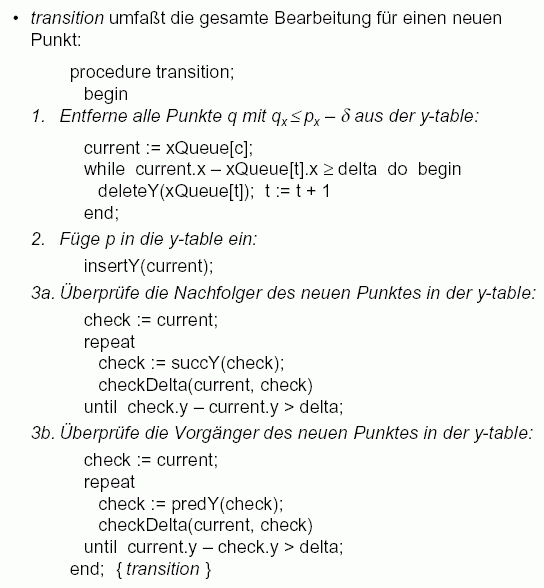 • transition umfaßt die gesamte Bearbeitung für einen neuen
Punkt:
procedure transition;
begin
1. Entferne alle Punkte q mit qx ≤ px – δ aus der y-table:
current := xQueue[c];
while current.x – xQueue[t].x ≥ delta do begin
deleteY(xQueue[t]); t := t + 1
end;
2. Füge p in die y-table ein:
insertY(current);
3a. Überprüfe die Nachfolger des neuen Punktes in der y-table:
check := current;
repeat
check := succY(check);
checkDelta(current, check)
until check.y – current.y > delta;
3b. Überprüfe die Vorgänger des neuen Punktes in der y-table:
check := current;
repeat
check := predY(check);
checkDelta(current, check)
until current.y – check.y > delta;
end; { transition }